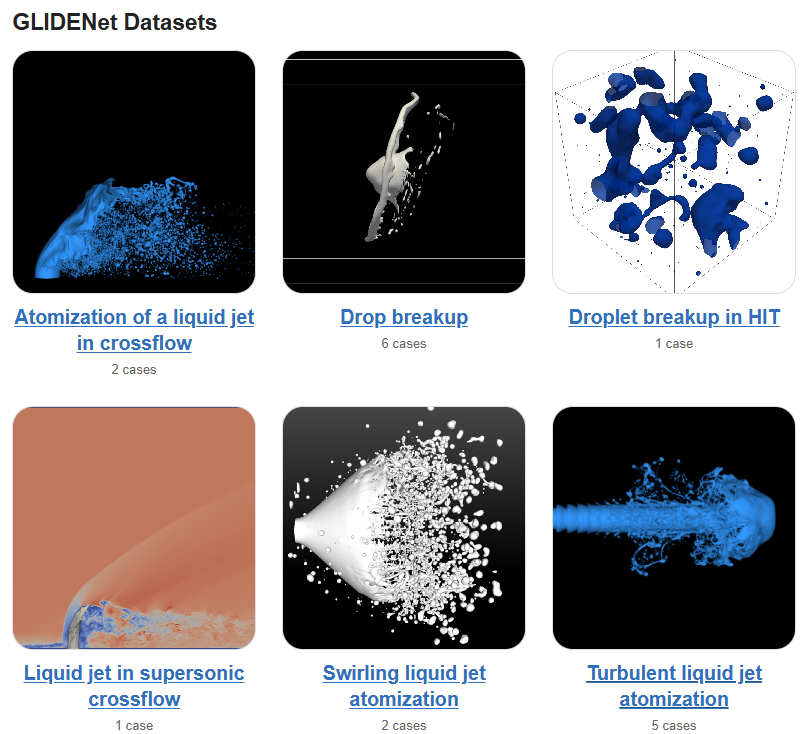 GLIDENet Datasets
Atomization of a liquid jet
in crossflow
2 cases
Drop breakup
6 cases
Droplet breakup in HIT
1 case
Liquid jet in supersonic
crossflow
1 case
Swirling liquid jet
atomization
2 cases
Turbulent liquid jet
atomization
5 cases